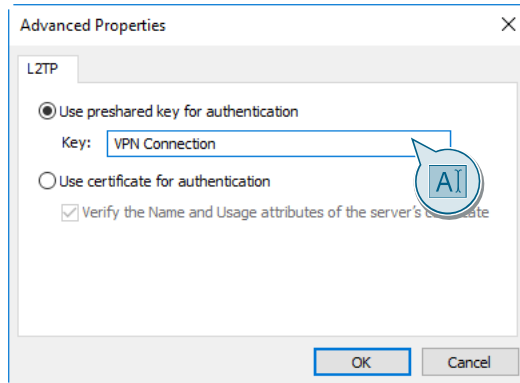 Advanced Properties
L2TP
Use preshared key for authentication
Key: VPN Connection
Use certificate for authentication
Verify the Name and Usage attributes of the server's
A
OK Cancel